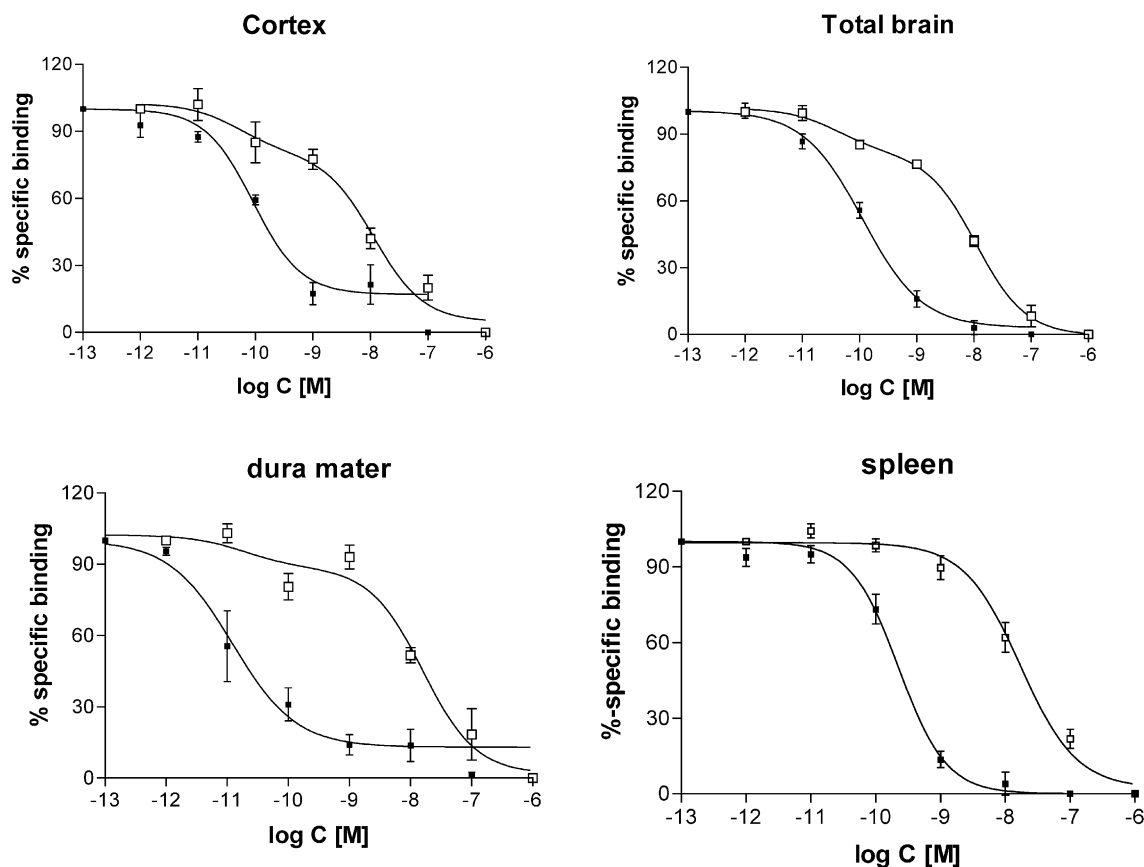 Cortex
% specific binding
120
90
60
30
0
-13 -12 -11 -10 -9 -8 -7 -6
log C [M]
Total brain
% specific binding
120
90
60
30
0
-13 -12 -11 -10 -9 -8 -7 -6
log C [M]
dura mater
% specific binding
120
90
60
30
0
-13 -12 -11 -10 -9 -8 -7 -6
log C [M]
spleen
%-specific binding
120
90
60
30
0
-13 -12 -11 -10 -9 -8 -7 -6
log C [M]